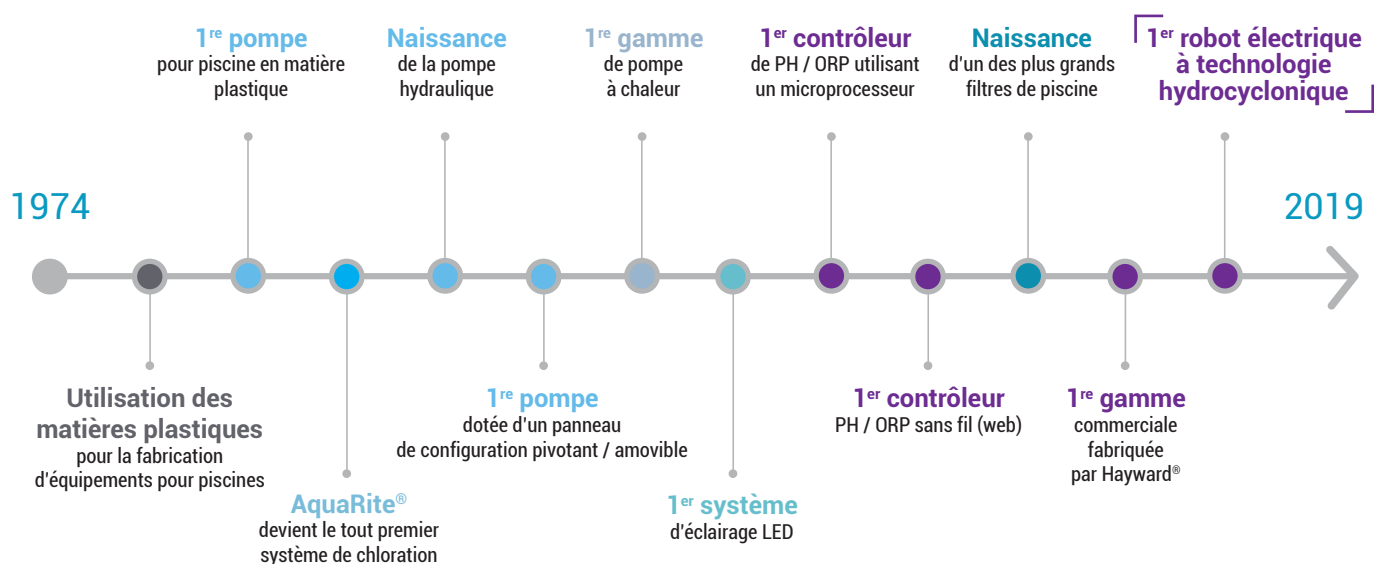 1re pompe
pour piscine en matière
plastique
Naissance
de la pompe
hydraulique
1re gamme
de pompe
à chaleur
1er contrôleur
de PH / ORP utilisant
un microprocesseur
Naissance
d'un des plus grands
filtres de piscine
1er robot électrique
à technologie
hydrocyclonique
1974
2019
Utilisation des
matières plastiques
pour la fabrication
d'équipements pour piscines
AquaRite®
devient le tout premier
système de chloration
1re pompe
dotée d'un panneau
de configuration pivotant / amovible
1er système
d'éclairage LED
1er contrôleur
PH / ORP sans fil (web)
1re gamme
commerciale
fabriquée
par Hayward®